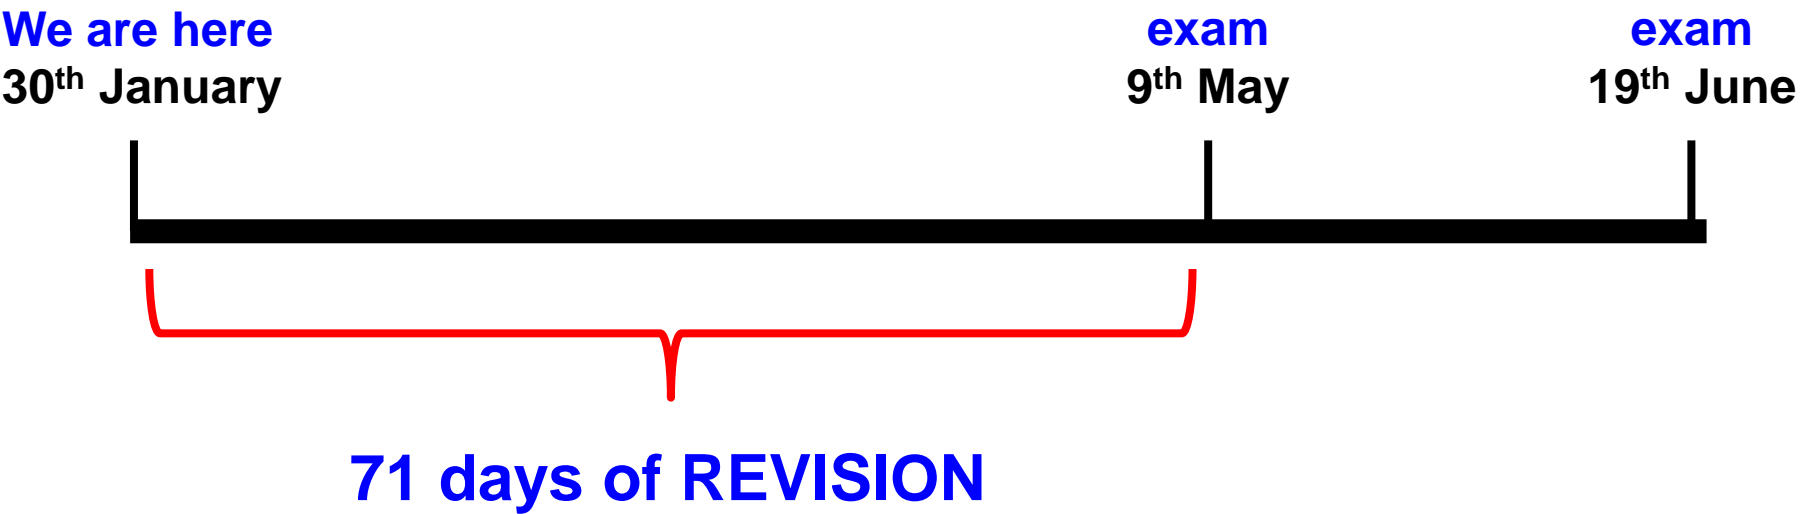 We are here
30th January
exam
9th May
exam
19th June
71 days of REVISION